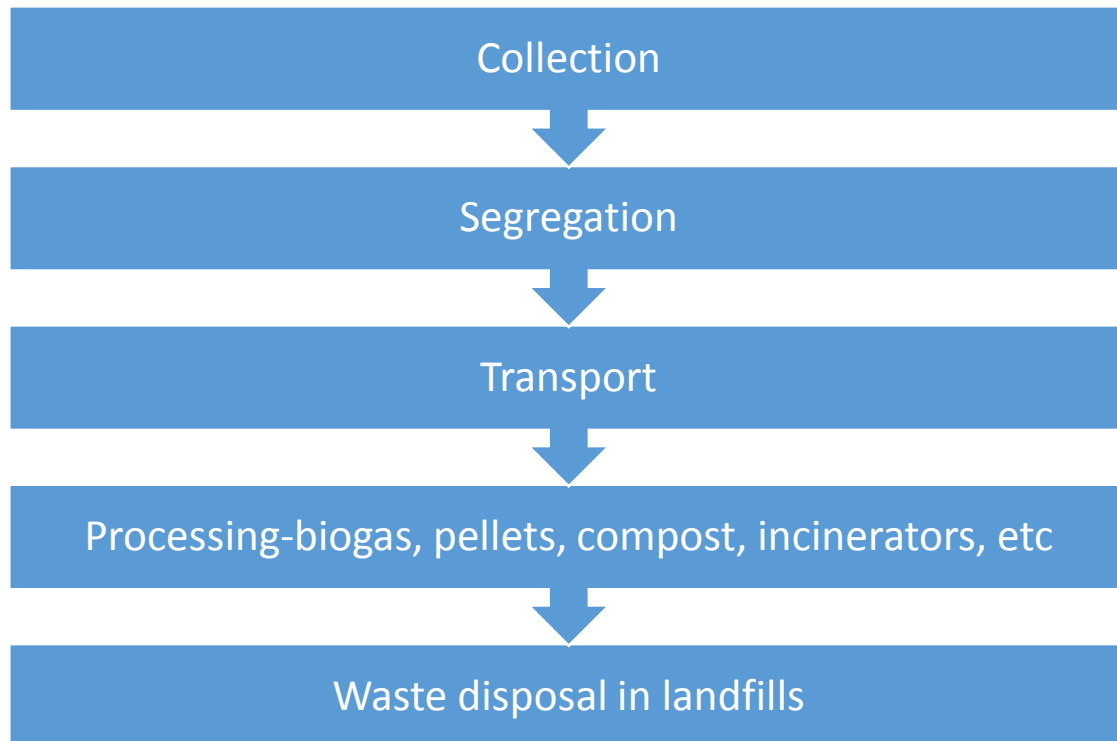 Collection
Segregation
Transport
Processing-biogas, pellets, compost, incinerators, etc
Waste disposal in landfills